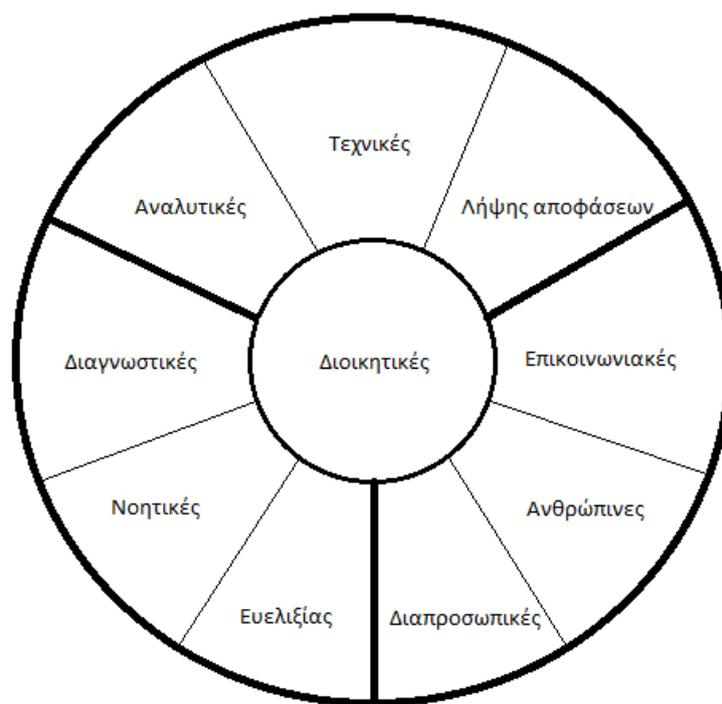 Τεχνικές
Αναλυτικές
Λήψης αποφάσεων
Διαγνωστικές
Διοικητικές
Επικοινωνιακές
Νοητικές
Ανθρώπινες
Ευελιξίας
Διαπροσωπικές